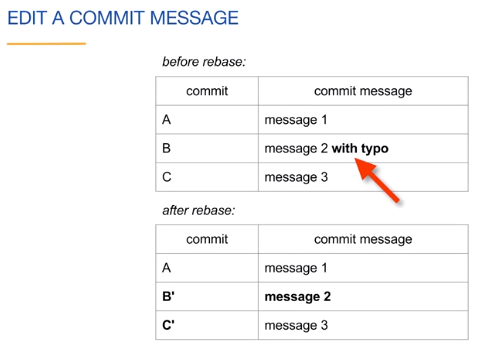 EDIT A COMMIT MESSAGE
before rebase:
commit commit message
A message 1
B message 2 with typo
C message 3
after rebase:
commit commit message
A message 1
B' message 2
C' message 3